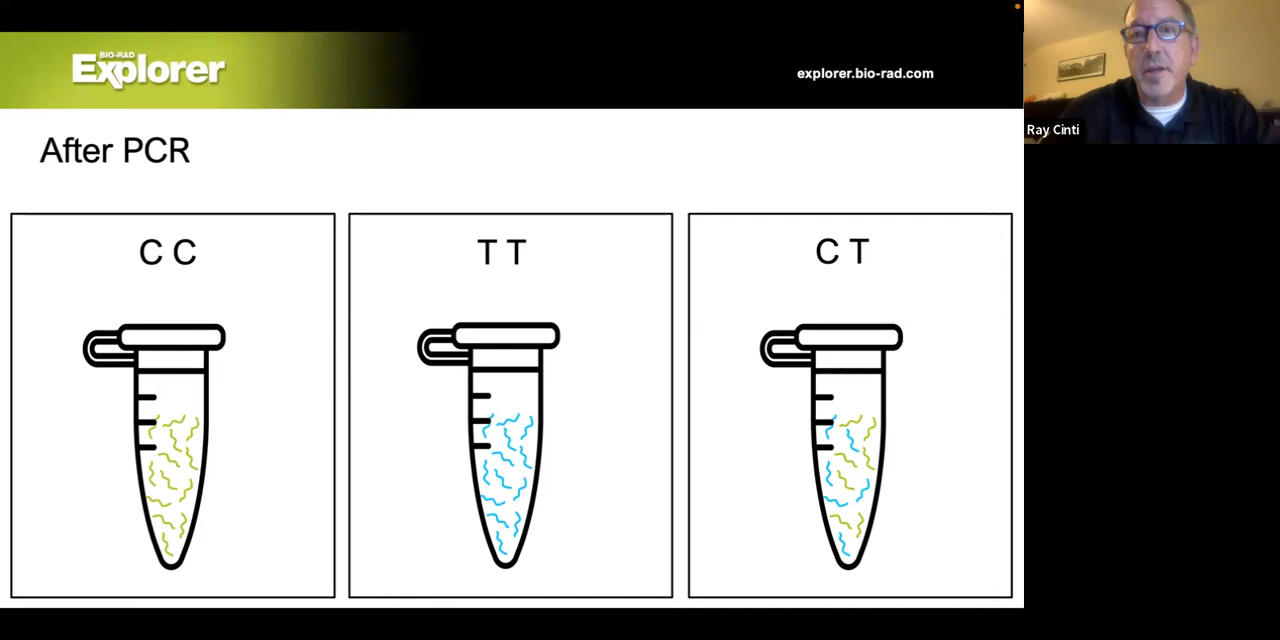 BIO-RAD
Explorer
explorer.bio-rad.com
Ray Cinti
After PCR
C C
T T
C T